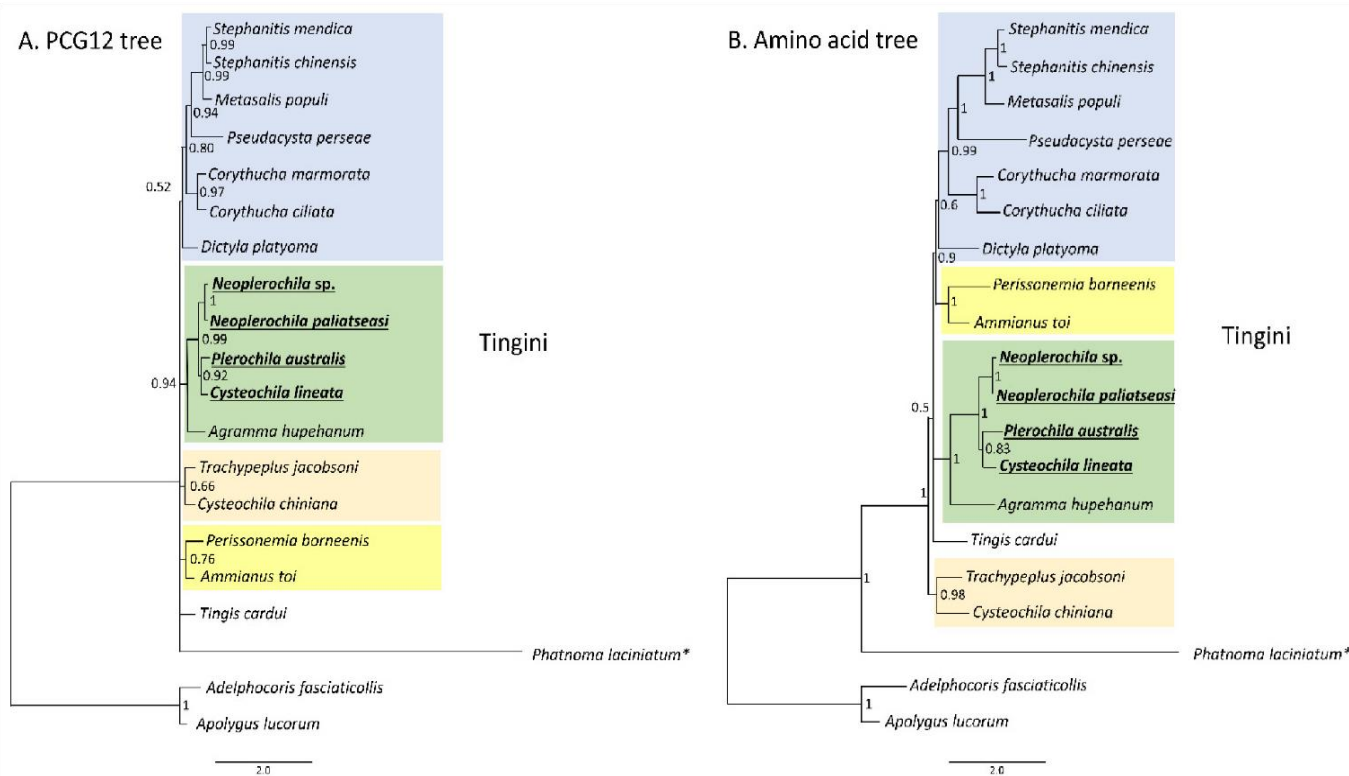 A. PCG12 tree
Stephanitis mendica
0.99
Stephanitis chinensis
0.99
Metasalis populi
0.94
Pseudacysta perseae
0.80
Corythucha marmorata
0.52
0.97
Corythucha ciliata
Dictyla platyoma
Neoplerochila sp.
1
Neoplerochila paliatseasi
0.99
Plerochila australis
0.92
0.94
Cysteochila lineata
Agramma hupehanum
Tingini
Trachypeplus jacobsoni
0.66
Cysteochila chiniana
Perissonemia borneenis
0.76
Ammianus toi
Tingis cardui
Phatnoma laciniatum*
Adelphocoris fasciaticollis
1
Apolygus lucorum
2.0
B. Amino acid tree
Stephanitis mendica
1
Stephanitis chinensis
1
Metasalis populi
1
Pseudacysta perseae
0.99
Corythucha marmorata
1
0.6
Corythucha ciliata
Dictyla platyoma
0.9
Perissonemia borneenis
1
Ammianus toi
Neoplerochila sp.
1
Neoplerochila paliatseasi
0.5
1
Plerochila australis
0.83
1
Cysteochila lineata
Agramma hupehanum
1
Tingis cardui
Trachypeplus jacobsoni
0.98
Cysteochila chiniana
1
Tingini
Phatnoma laciniatum*
Adelphocoris fasciaticollis
1
Apolygus lucorum
2.0